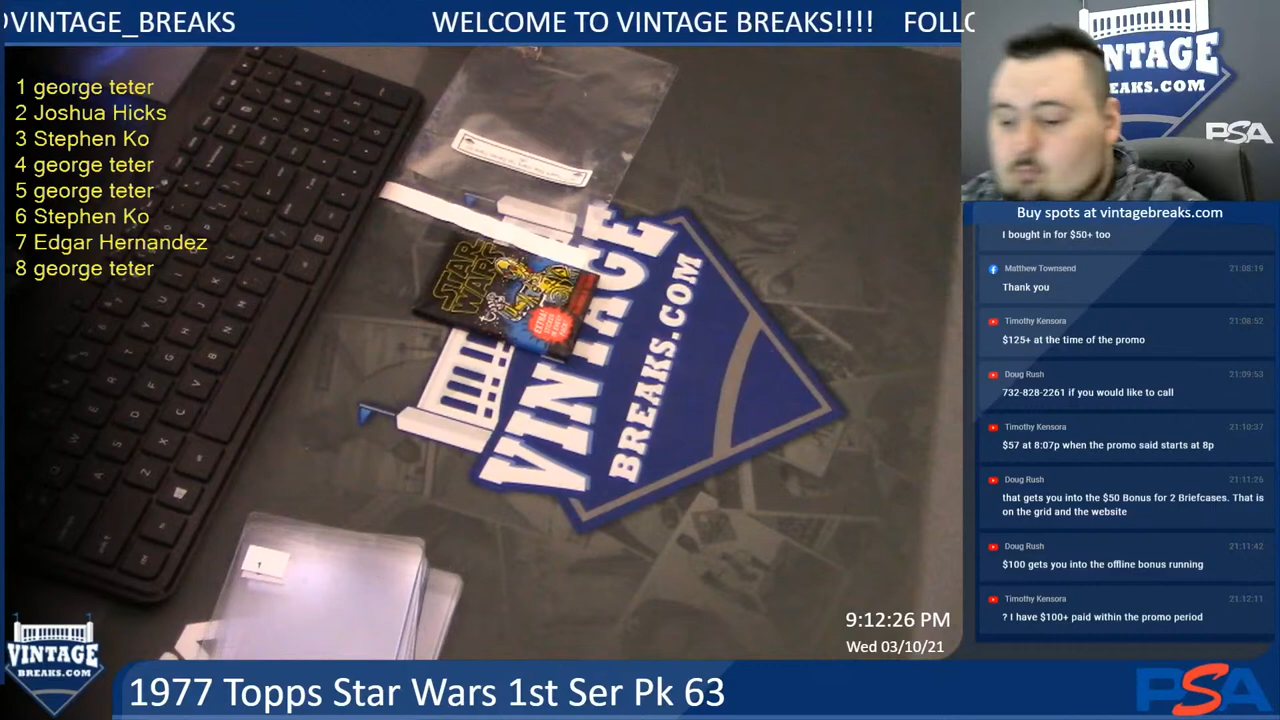 OVINTAGE_BREAKS WELCOME TO VINTAGE BREAKS!!!! FOLLO
1 george teter
2 Joshua Hicks
3 Stephen Ko
4 george teter
5 george teter
6 Stephen Ko
7 Edgar Hernandez
8 george teter
STAR
WARS
EXTRA!
VINTAGE
BREAKS.COM
1
VINTAGE
BREAKS.COM
9:12:26 PM
Wed 03/10/21
1977 Topps Star Wars 1st Ser Pk 63
PSA
INTAGE
EAKS.COM
PSA
Buy spots at vintagebreaks.com
I bought in for $50+ too
Matthew Townsend 21:08:19
Thank you
Timothy Kensora 21:08:52
$125+ at the time of the promo
Doug Rush 21:09:53
732-828-2261 if you would like to call
Timothy Kensora 21:10:37
$57 at 8:07p when the promo said starts at 8p
Doug Rush 21:11:26
that gets you into the $50 Bonus for 2 Briefcases. That is
on the grid and the website
Doug Rush 21:11:42
$100 gets you into the offline bonus running
Timothy Kensora 21:12:11
? I have $100+ paid within the promo period